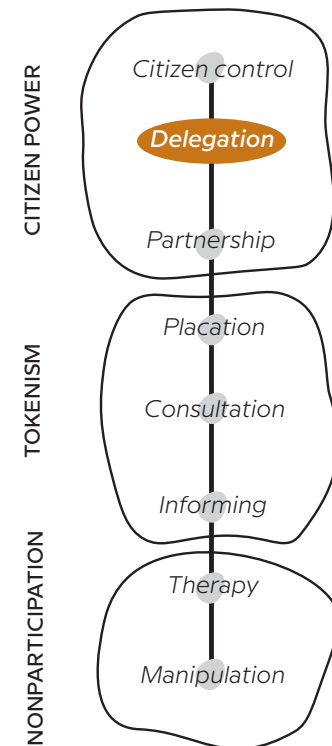 CITIZEN POWER
Citizen control
Delegation
Partnership
TOKENISM
Placation
Consultation
Informing
NONPARTICIPATION
Therapy
Manipulation